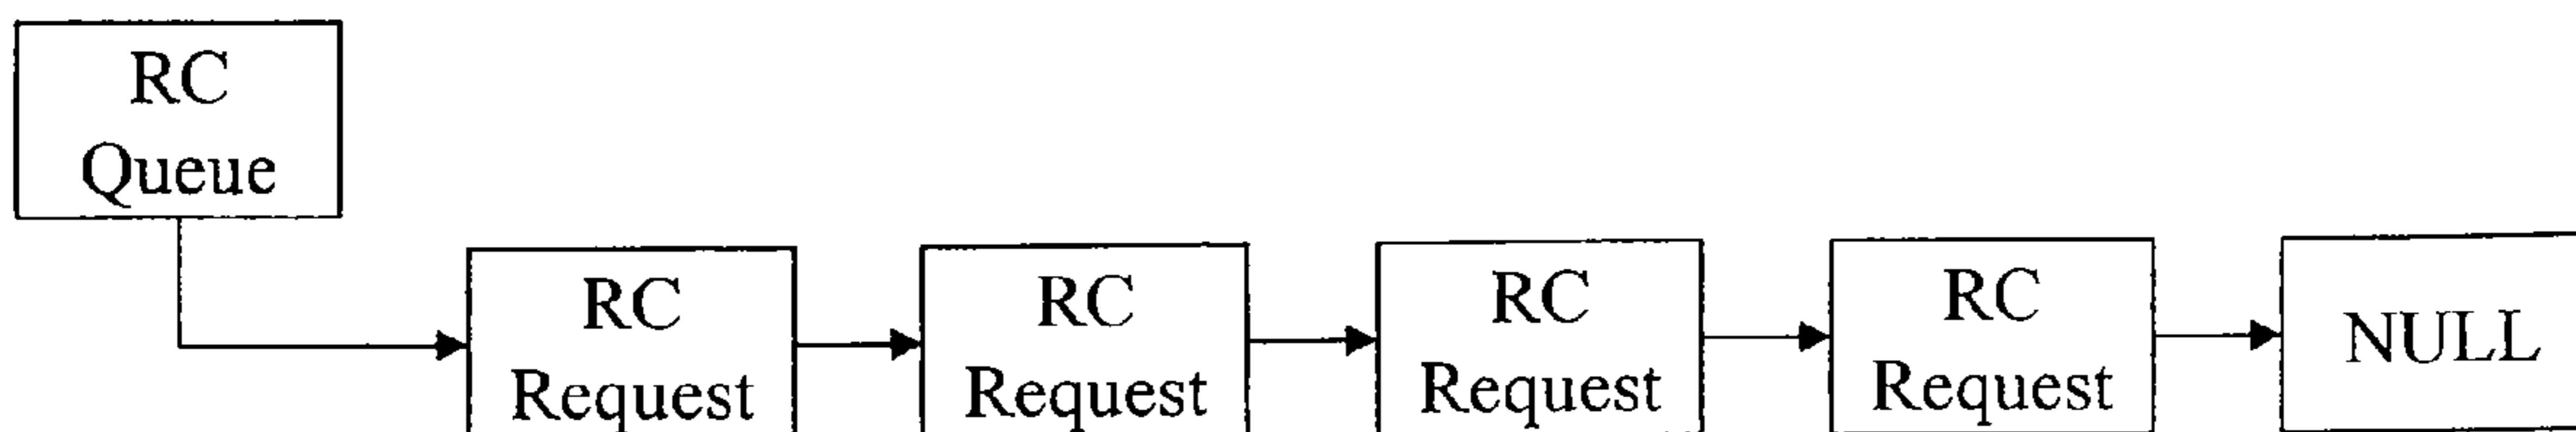 RC
Queue
RC
Request
RC
Request
RC
Request
RC
Request
NULL